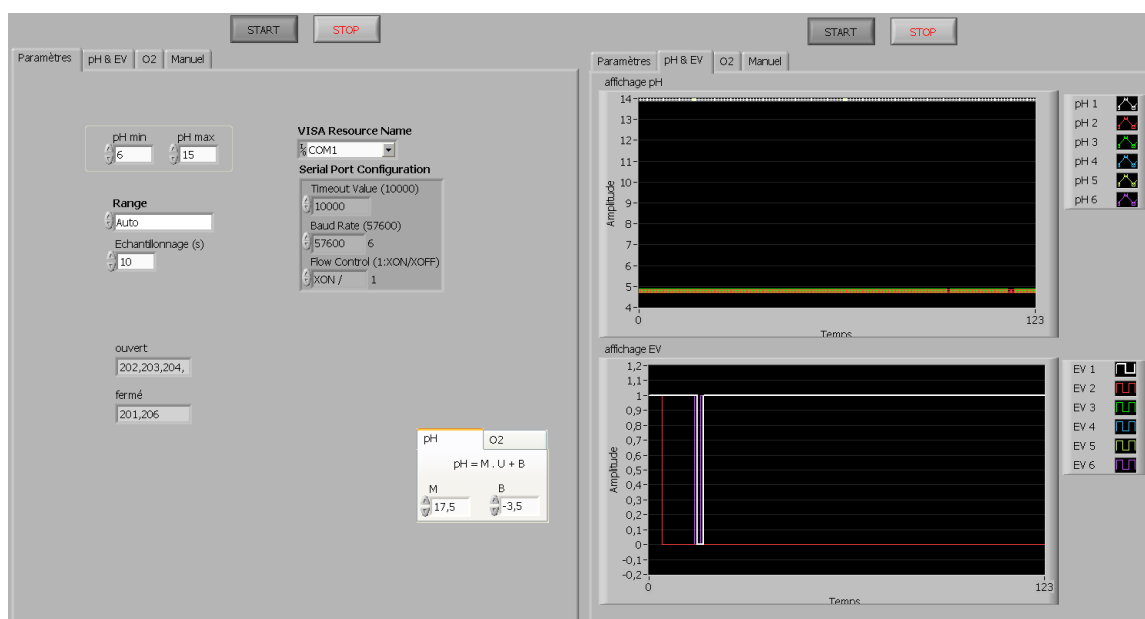 START STOP
Paramètres pH & EV O2 Manuel
pH min pH max
6 15
VISA Resource Name
COM1
Serial Port Configuration
Timeout Value (10000)
10000
Baud Rate (57600)
57600 6
Flow Control (1:XON/XOFF)
XON / 1
Range
Auto
Echantillonnage (s)
10
ouvert
202,203,204,
fermé
201,206
pH O2
pH = M . U + B
M B
17,5 -3,5
START STOP
Paramètres pH & EV O2 Manuel
affichage pH
Amplitude
14
13
12
11
10
9
8
7
6
5
4
0 123
Temps
pH 1
pH 2
pH 3
pH 4
pH 5
pH 6
affichage EV
Amplitude
1,2
1,1
1
0,9
0,8
0,7
0,6
0,5
0,4
0,3
0,2
0,1
0
-0,1
-0,2
0 123
Temps
EV 1
EV 2
EV 3
EV 4
EV 5
EV 6